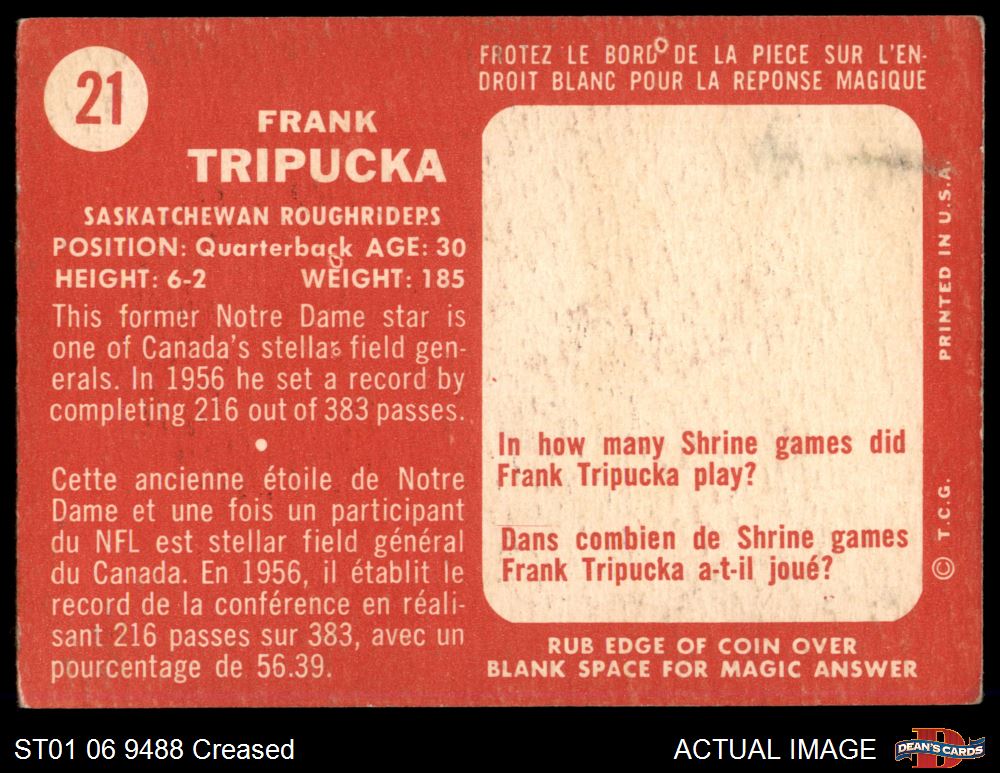 21
FRANK
TRIPUCKA
SASKATCHEWAN ROUGHRIDERS
POSITION: Quarterback AGE: 30
HEIGHT: 6-2 WEIGHT: 185
This former Notre Dame star is
one of Canada's stellar field gen-
erals. In 1956 he set a record by
completing 216 out of 383 passes.
Cette ancienne étoile de Notre
Dame et une fois un participant
du NFL est stellar field général
du Canada. En 1956, il établit le
record de la conférence en réali-
sant 216 passes sur 383, avec un
pourcentage de 56.39.
FROTEZ LE BORD DE LA PIECE SUR L'EN-
DROIT BLANC POUR LA REPONSE MAGIQUE
In how many Shrine games did
Frank Tripucka play?
Dans combien de Shrine games
Frank Tripucka a-t-il joué?
RUB EDGE OF COIN OVER
BLANK SPACE FOR MAGIC ANSWER
© T.C.G. PRINTED IN U.S.A.
ST01 06 9488 Creased
ACTUAL IMAGE
DEAN'S CARDS